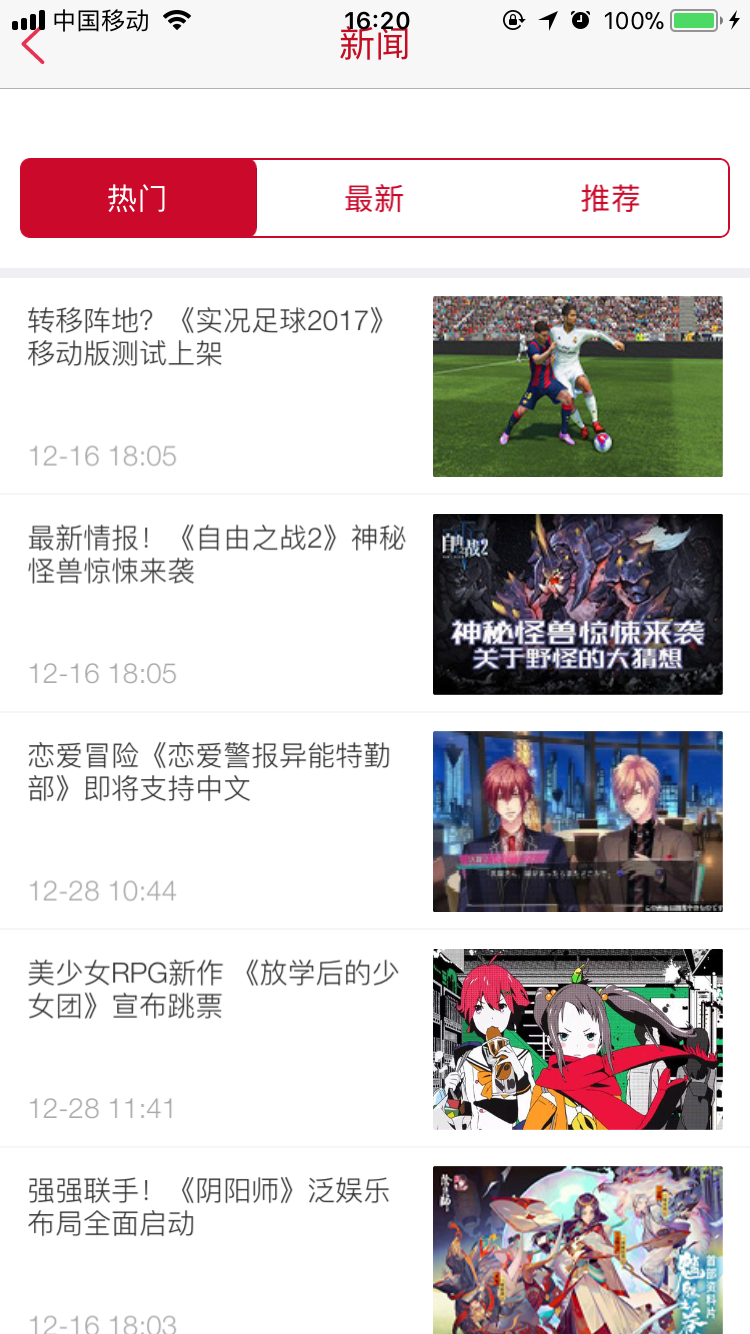 中国移动
16:20
100%
新闻
热门
最新
推荐
转移阵地？《实况足球2017》
移动版测试上架
12-16 18:05
最新情报！《自由之战2》神秘
怪兽惊悚来袭
12-16 18:05
自由之战2
神秘怪兽惊悚来袭
关于野怪的大猜想
恋爱冒险《恋爱警报异能特勤
部》即将支持中文
12-28 10:44
美少女RPG新作 《放学后的少
女团》宣布跳票
12-28 11:41
强强联手！《阴阳师》泛娱乐
布局全面启动
12-16 18:03
首部资料片